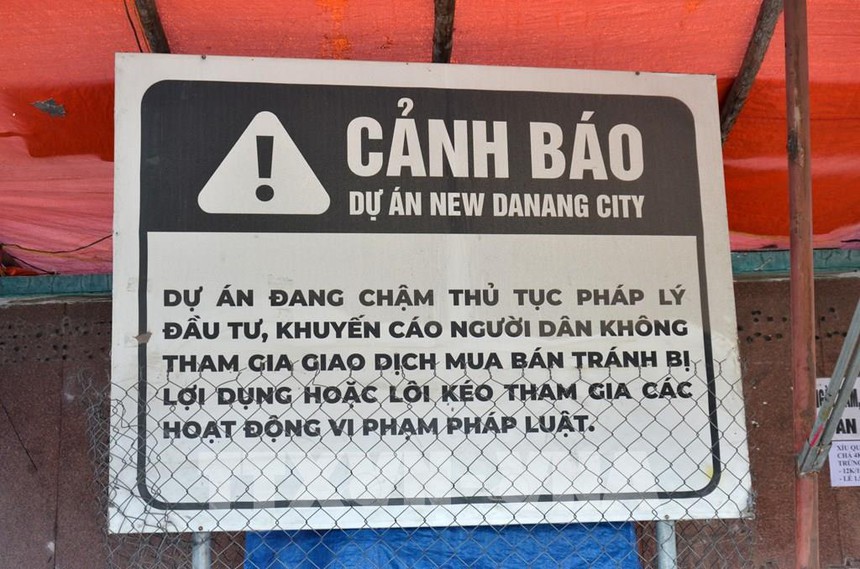 CẢNH BÁO
DỰ ÁN NEW DANANG CITY
DỰ ÁN ĐANG CHẬM THỦ TỤC PHÁP LÝ
ĐẦU TƯ, KHUYẾN CÁO NGƯỜI DÂN KHÔNG
THAM GIA GIAO DỊCH MUA BÁN TRÁNH BỊ
LỢI DỤNG HOẶC LÔI KÉO THAM GIA CÁC
HOẠT ĐỘNG VI PHẠM PHÁP LUẬT.